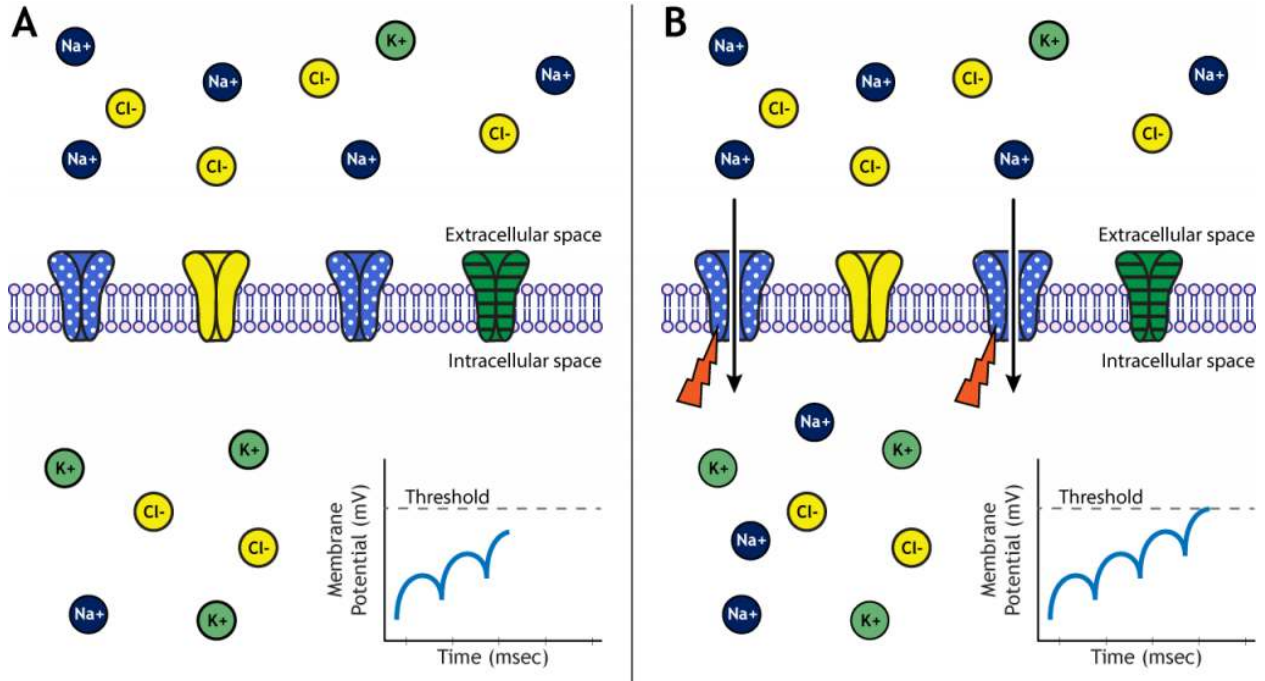 A
Na+
K+
Na+
Cl-
Na+
Cl-
Cl-
Na+
Cl-
Na+
Extracellular space
Intracellular space
K+
K+
Cl-
Cl-
Na+
K+
Threshold
Membrane
Potential (mV)
Time (msec)
B
Na+
K+
Na+
Cl-
Na+
Cl-
Cl-
Na+
Cl-
Na+
Extracellular space
Intracellular space
Na+
K+
K+
Cl-
Na+
Cl-
Na+
K+
Threshold
Membrane
Potential (mV)
Time (msec)